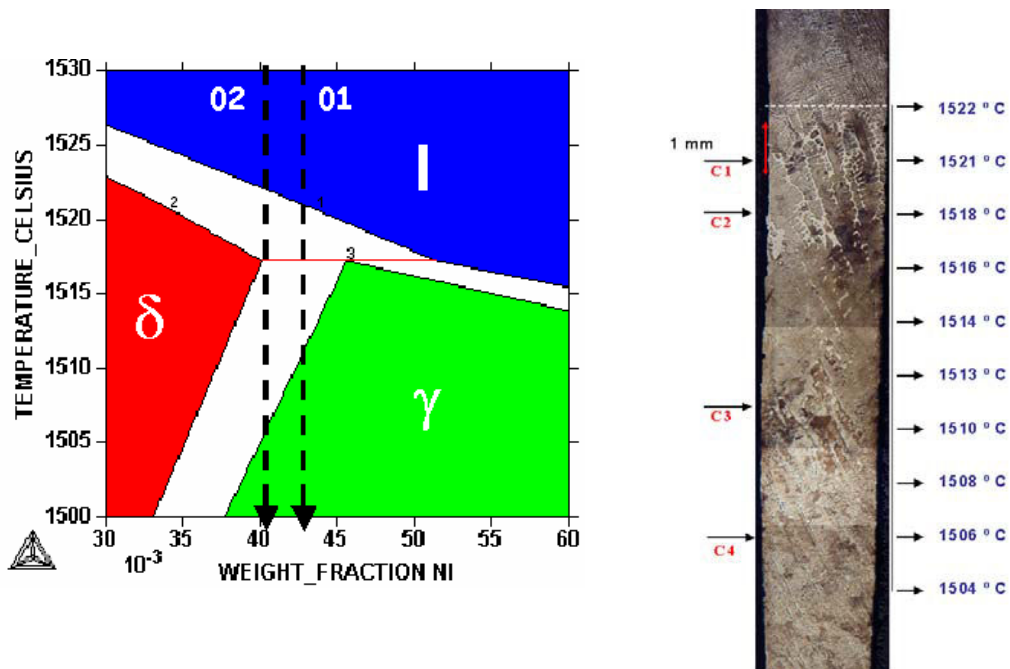 1530
1525
1520
1515
1510
1505
1500
TEMPERATURE_CELSIUS
02
01
l
1
2
3
δ
γ
30
35
40
45
50
55
60
10-3
WEIGHT_FRACTION NI
1 mm
C1
C2
C3
C4
1522 º C
1521 º C
1518 º C
1516 º C
1514 º C
1513 º C
1510 º C
1508 º C
1506 º C
1504 º C